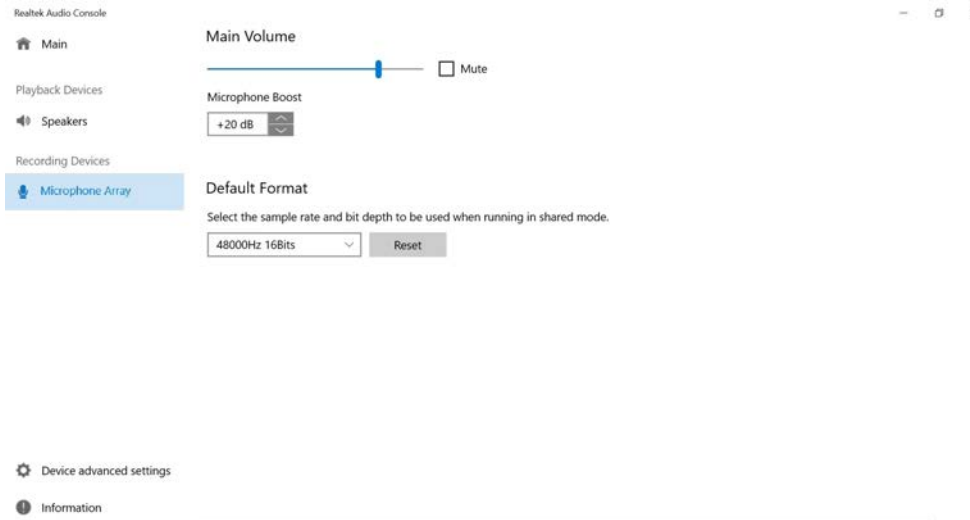 Realtek Audio Console
Main
Playback Devices
Speakers
Recording Devices
Microphone Array
Device advanced settings
Information
Main Volume
Mute
Microphone Boost
+20 dB
Default Format
Select the sample rate and bit depth to be used when running in shared mode.
48000Hz 16Bits
Reset